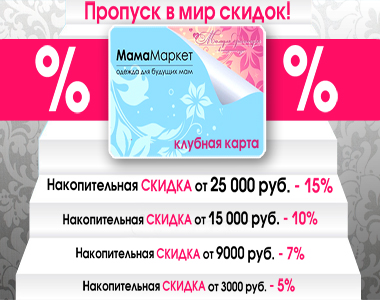 Пропуск в мир скидок!
%
%
МамаМаркет
одежда для будущих мам
клубная карта
Накопительная СКИДКА от 25 000 руб. - 15%
Накопительная СКИДКА от 15 000 руб. - 10%
Накопительная СКИДКА от 9000 руб. - 7%
Накопительная СКИДКА от 3000 руб. - 5%